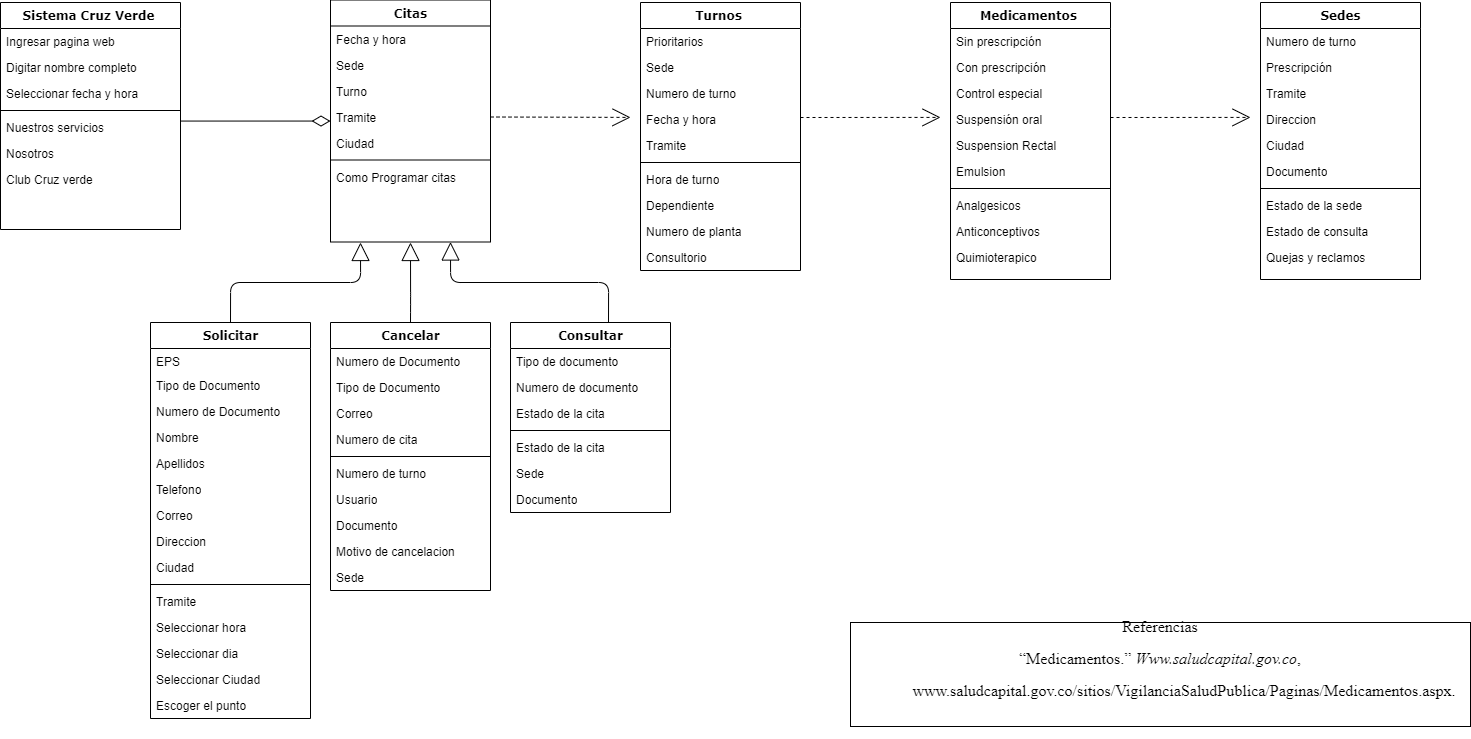 Sistema Cruz Verde
Ingresar pagina web
Digitar nombre completo
Seleccionar fecha y hora
Nuestros servicios
Nosotros
Club Cruz verde
Citas
Fecha y hora
Sede
Turno
Tramite
Ciudad
Como Programar citas
Turnos
Prioritarios
Sede
Numero de turno
Fecha y hora
Tramite
Hora de turno
Dependiente
Numero de planta
Consultorio
Medicamentos
Sin prescripción
Con prescripción
Control especial
Suspensión oral
Suspension Rectal
Emulsion
Analgesicos
Anticonceptivos
Quimioterapico
Sedes
Numero de turno
Prescripción
Tramite
Direccion
Ciudad
Documento
Estado de la sede
Estado de consulta
Quejas y reclamos
Solicitar
EPS
Tipo de Documento
Numero de Documento
Nombre
Apellidos
Telefono
Correo
Direccion
Ciudad
Tramite
Seleccionar hora
Seleccionar dia
Seleccionar Ciudad
Escoger el punto
Cancelar
Numero de Documento
Tipo de Documento
Correo
Numero de cita
Numero de turno
Usuario
Documento
Motivo de cancelacion
Sede
Consultar
Tipo de documento
Numero de documento
Estado de la cita
Estado de la cita
Sede
Documento
Referencias
“Medicamentos.” Www.saludcapital.gov.co,
www.saludcapital.gov.co/sitios/VigilanciaSaludPublica/Paginas/Medicamentos.aspx.